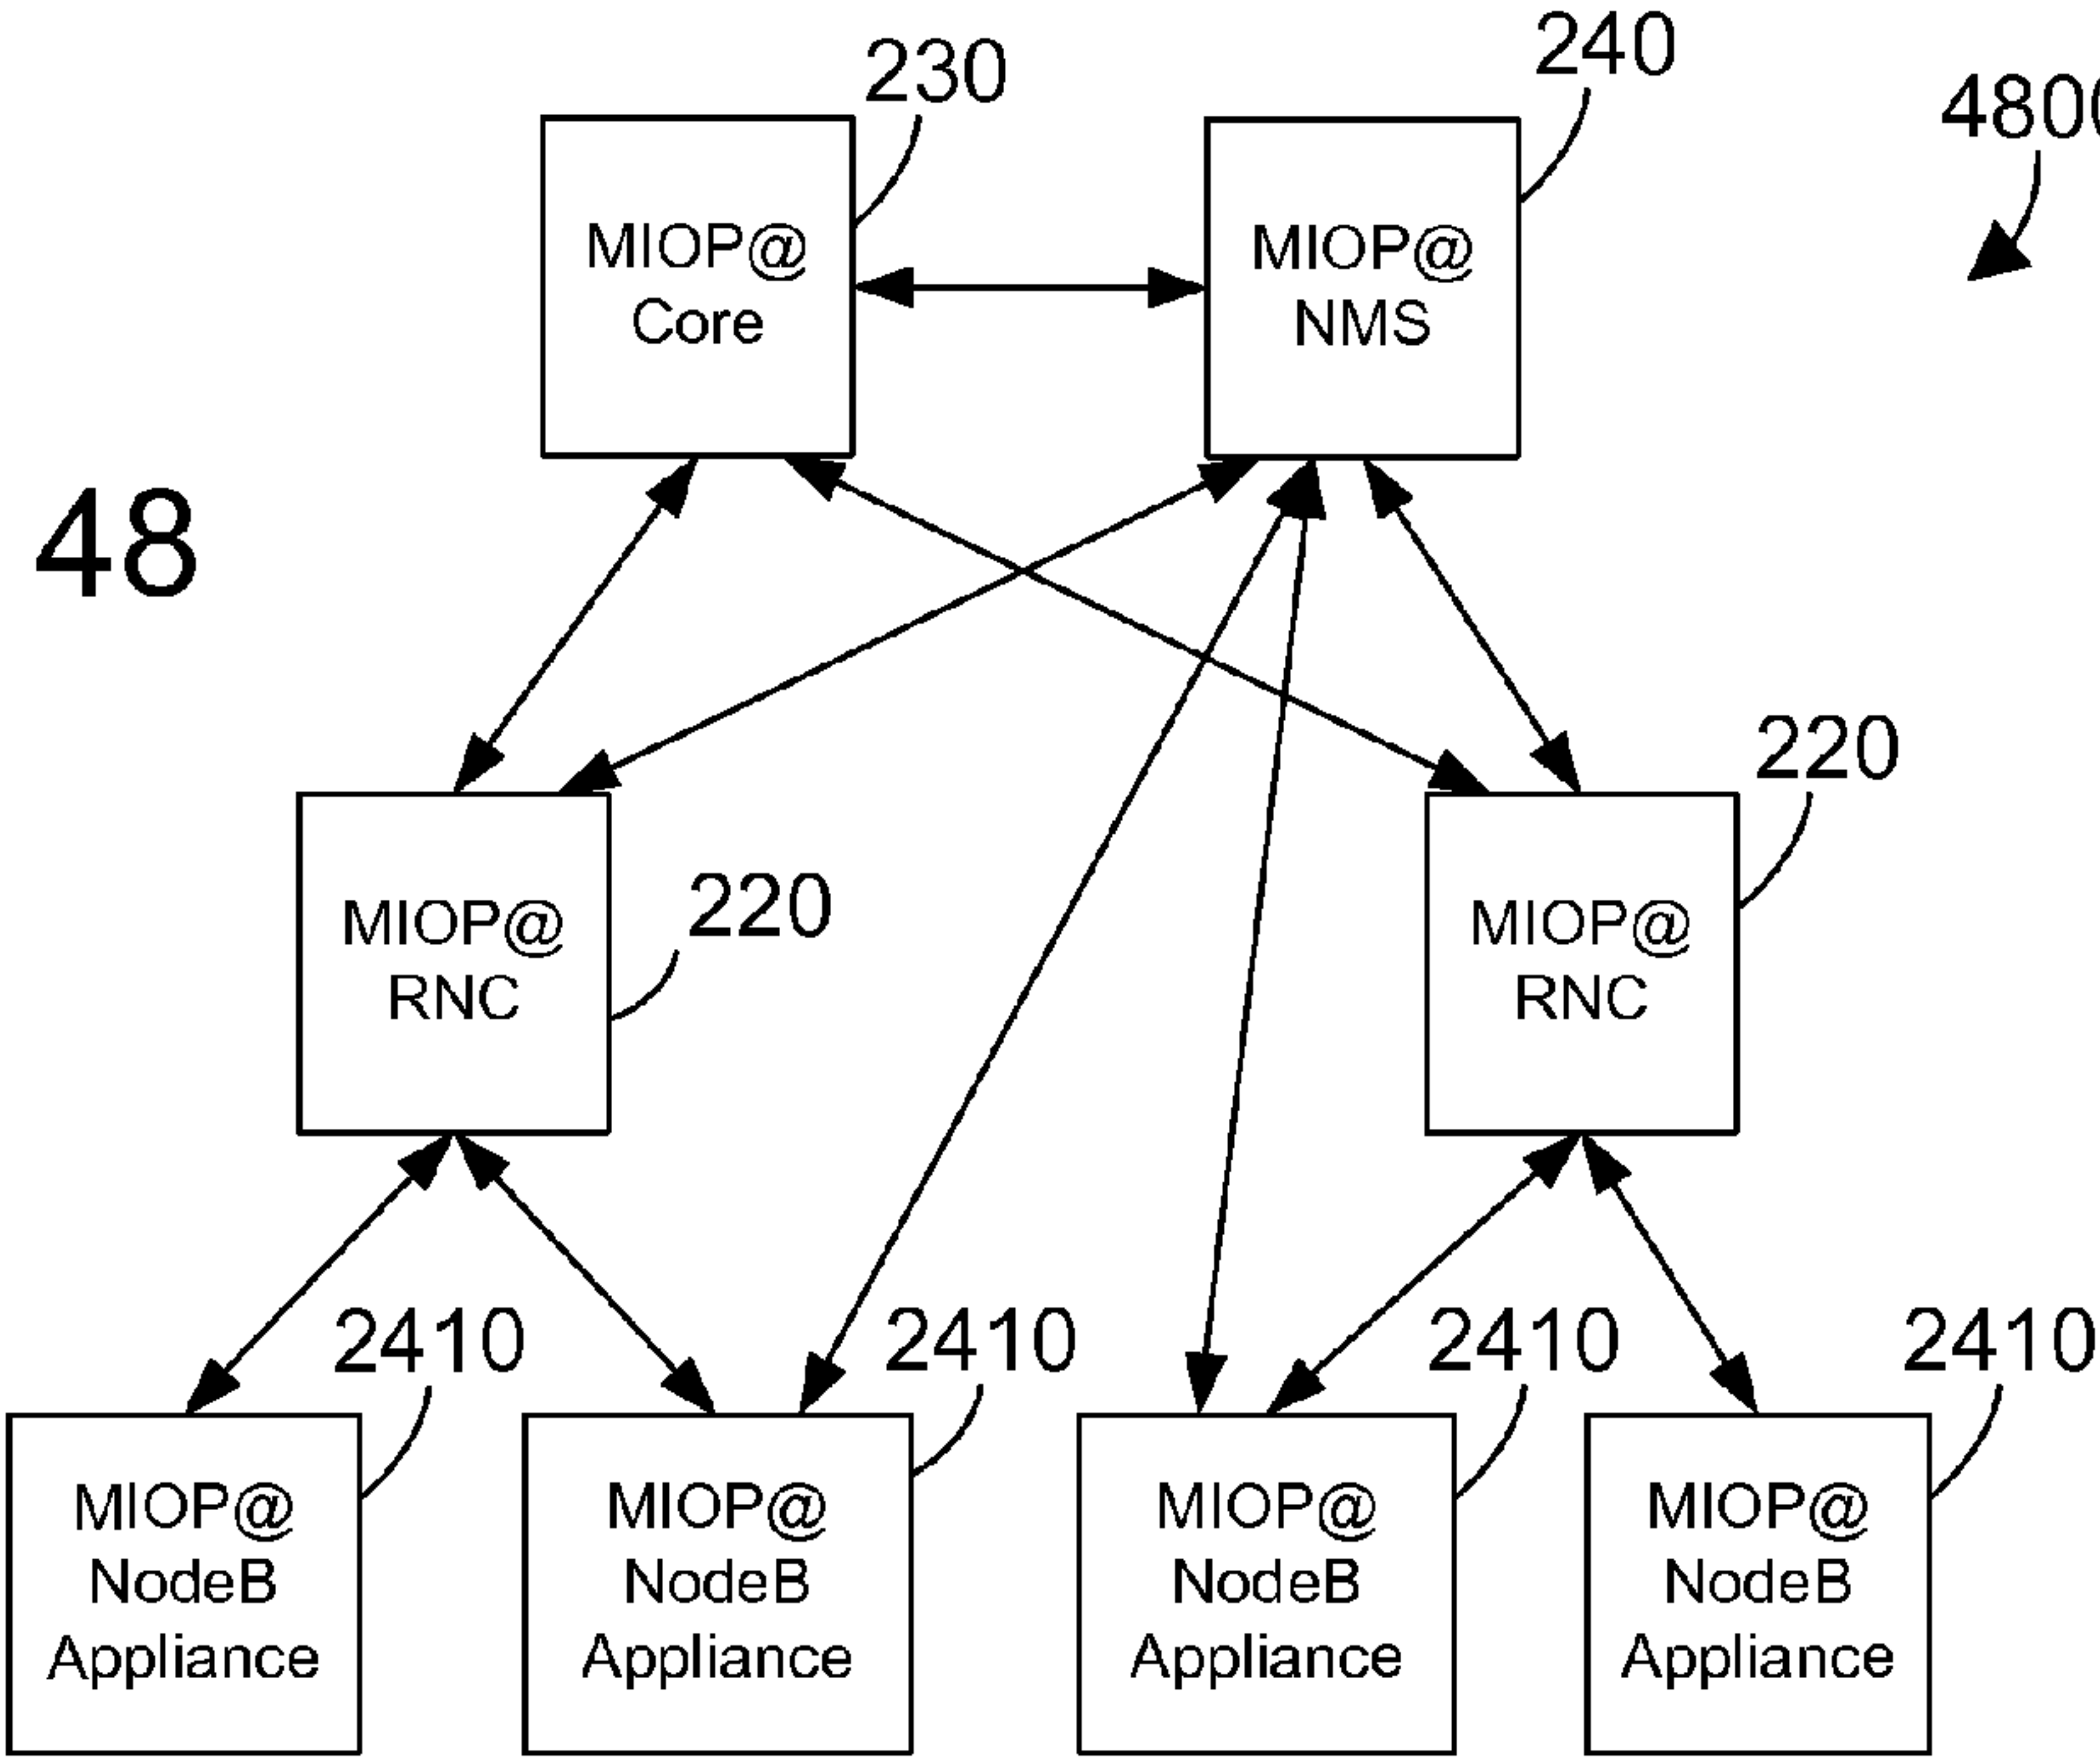 230
240
4800
MIOP@
Core
MIOP@
NMS
48
220
220
MIOP@
RNC
MIOP@
RNC
2410
2410
2410
2410
MIOP@
NodeB
Appliance
MIOP@
NodeB
Appliance
MIOP@
NodeB
Appliance
MIOP@
NodeB
Appliance